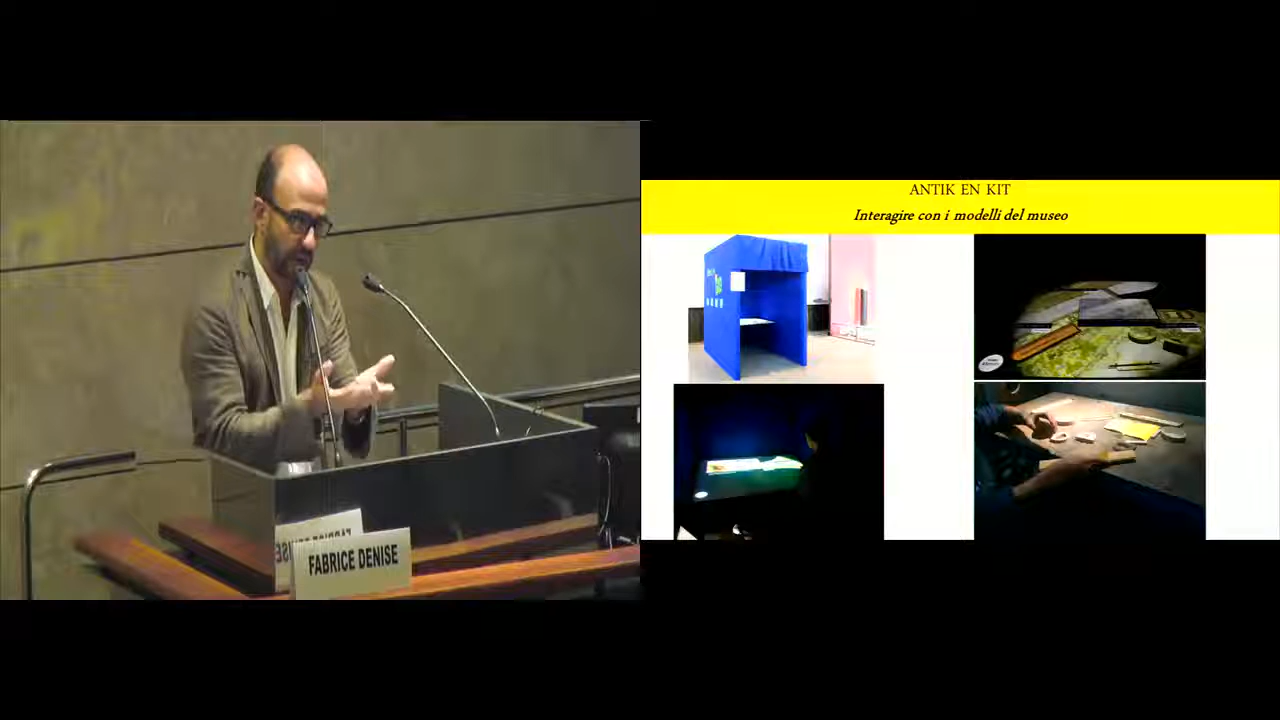 ANTIK EN KIT
Interagire con i modelli del museo
FABRICE DENISE